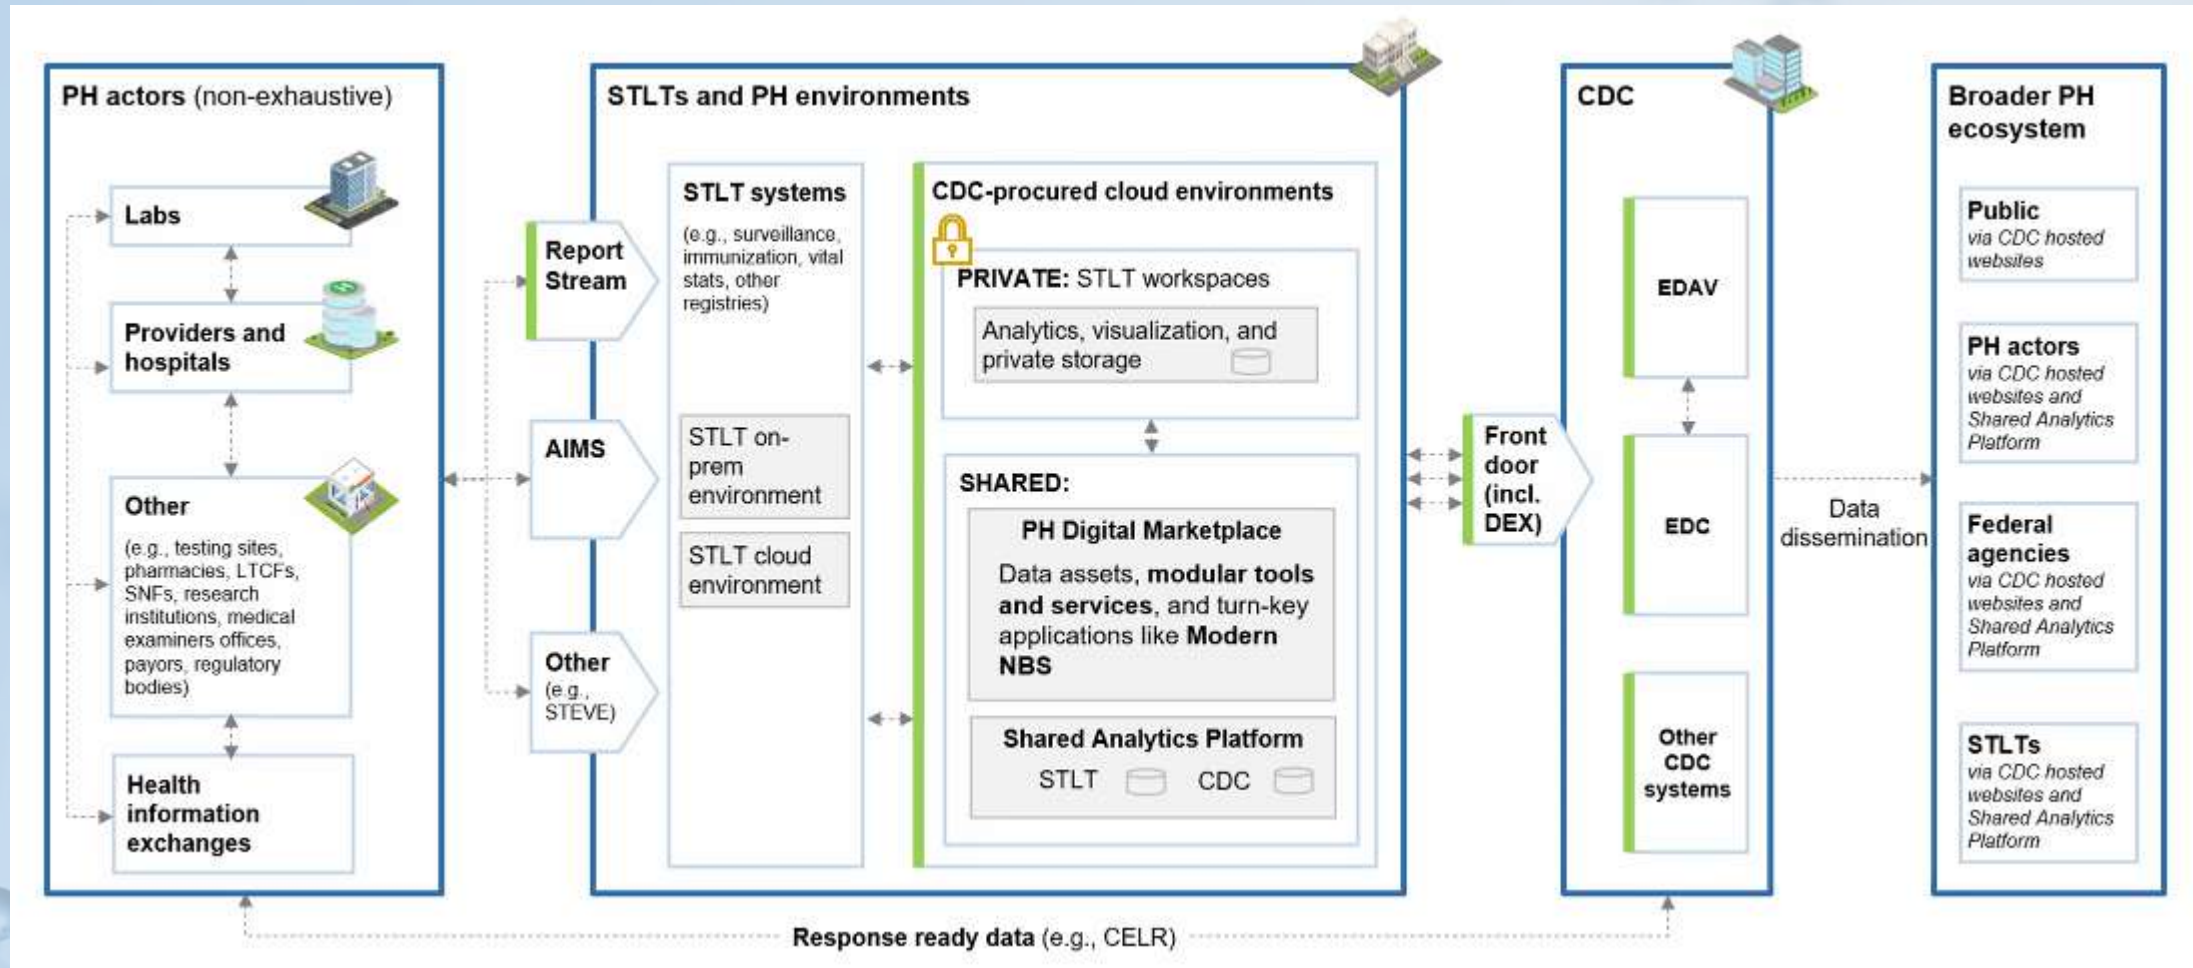 PH actors (non-exhaustive)
Labs
Providers and
hospitals
Other
(e.g., testing sites,
pharmacies, LTCFs,
SNFs, research
institutions, medical
examiners offices,
payors, regulatory
bodies)
Health
information
exchanges
STLTs and PH environments
Report
Stream
AIMS
Other
(e.g.,
STEVE)
STLT systems
(e.g., surveillance,
immunization, vital
stats, other
registries)
STLT on-
prem
environment
STLT cloud
environment
CDC-procured cloud environments
PRIVATE: STLT workspaces
Analytics, visualization, and
private storage
SHARED:
PH Digital Marketplace
Data assets, modular tools
and services, and turn-key
applications like Modern
NBS
Shared Analytics Platform
STLT
CDC
Front
door
(incl.
DEX)
CDC
EDAV
EDC
Other
CDC
systems
Data
dissemination
Broader PH
ecosystem
Public
via CDC hosted
websites
PH actors
via CDC hosted
websites and
Shared Analytics
Platform
Federal
agencies
via CDC hosted
websites and
Shared Analytics
Platform
STLTs
via CDC hosted
websites and
Shared Analytics
Platform
Response ready data (e.g., CELR)